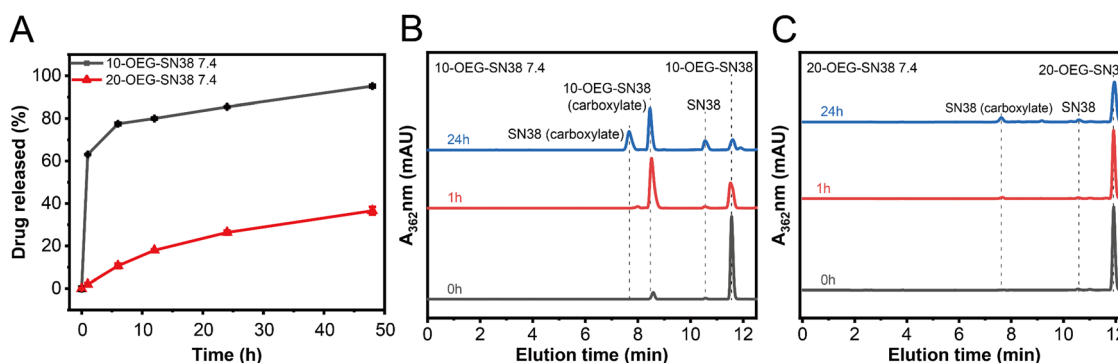 A
10-OEG-SN38 7.4
20-OEG-SN38 7.4
Drug released (%)
100
80
60
40
20
0
0 10 20 30 40 50
Time (h)
B
10-OEG-SN38 7.4
10-OEG-SN38
10-OEG-SN38
(carboxylate)
SN38
SN38 (carboxylate)
24h
1h
0h
A362nm (mAU)
0 2 4 6 8 10 12
Elution time (min)
C
20-OEG-SN38 7.4
20-OEG-SN3
SN38 (carboxylate)
SN38
24h
1h
0h
A362nm (mAU)
0 2 4 6 8 10 12
Elution time (min)